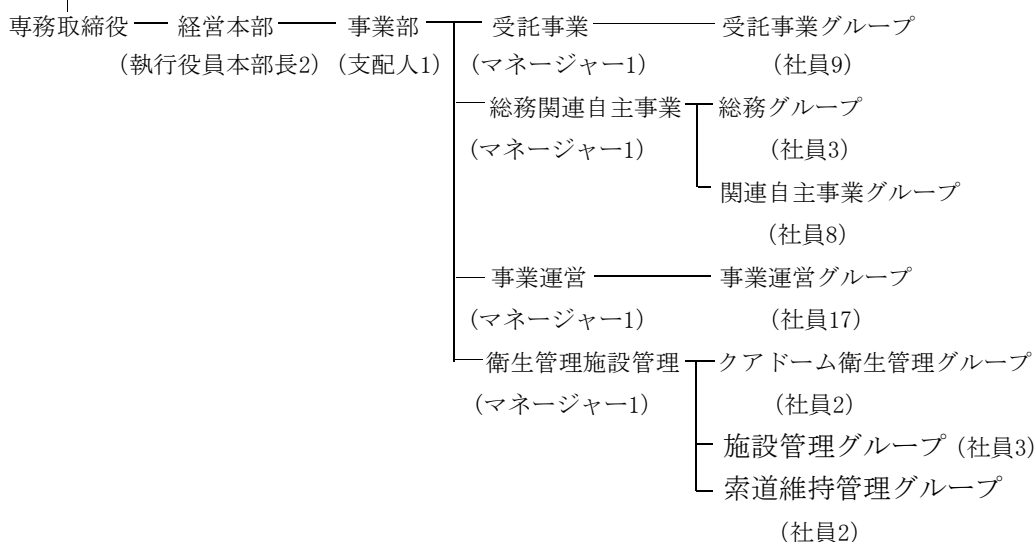 専務取締役 経営本部 事業部 受託事業 受託事業グループ
(執行役員本部長2) (支配人1) (マネージャー1) (社員9)
総務関連自主事業 総務グループ
(マネージャー1) (社員3)
関連自主事業グループ
(社員8)
事業運営 事業運営グループ
(マネージャー1) (社員17)
衛生管理施設管理 クアドーム衛生管理グループ
(マネージャー1) (社員2)
施設管理グループ (社員3)
索道維持管理グループ
(社員2)